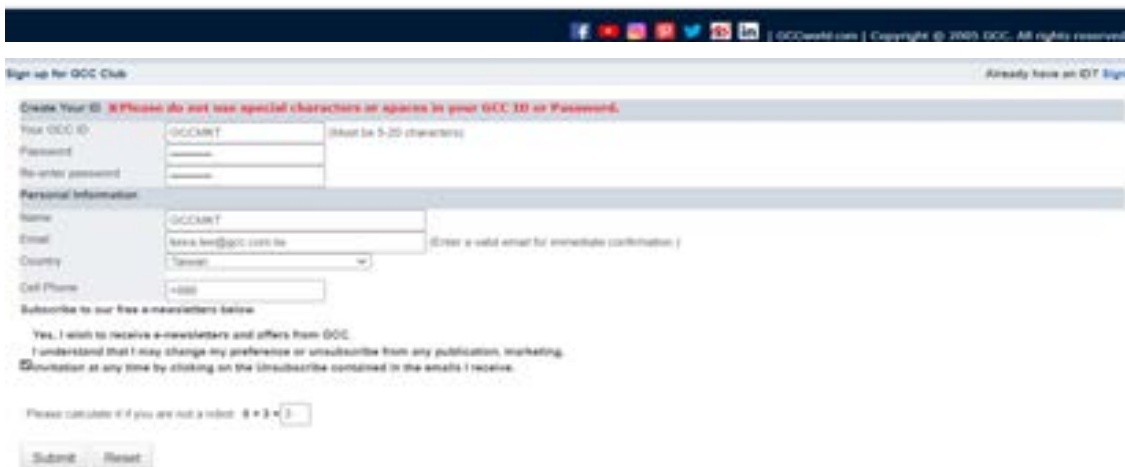 | GCCworld.com | Copyright © 2005 GCC. All rights reserved
Sign up for GCC Club
Already have an ID? Sign
Create Your ID ※Please do not use special characters or spaces in your GCC ID or Password.
Your GCC ID GCCMKT (Must be 5-20 characters)
Password
Re-enter password
Personal Information
Name GCCMKT
Email (Enter a valid email for immediate confirmation.)
Country Taiwan
Cell Phone +886
Subscribe to our free e-newsletters below
Yes, I wish to receive e-newsletters and offers from GCC.
I understand that I may change my preference or unsubscribe from any publication, marketing,
invitation at any time by clicking on the Unsubscribe contained in the emails I receive.
Please calculate it if you are not a robot 3
Submit Reset